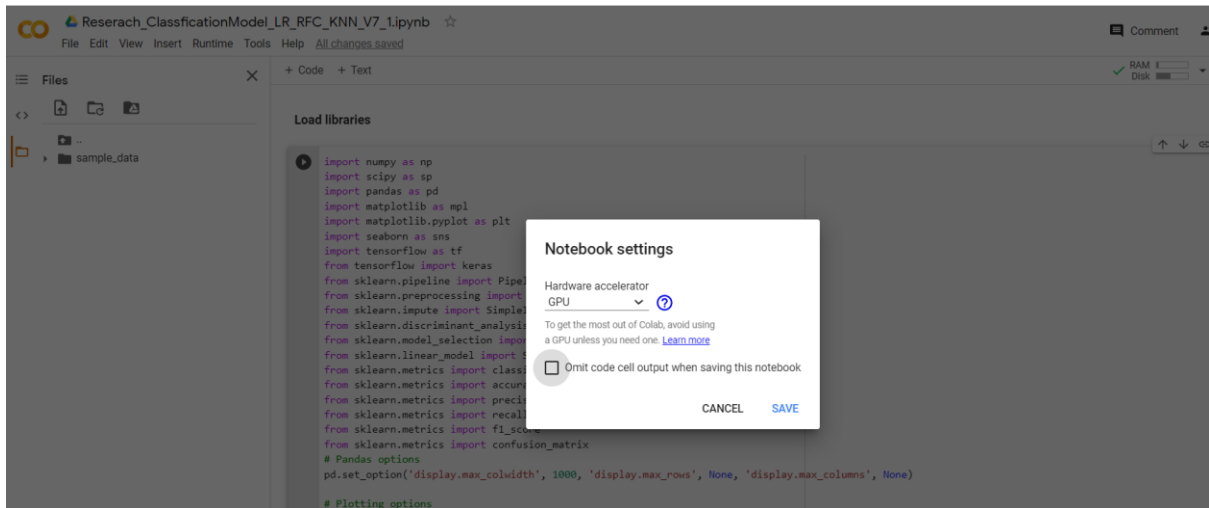 Reserach_ClassficationModel_LR_RFC_KNN_V7_1.ipynb
File Edit View Insert Runtime Tools Help All changes saved
Comment
Files
+ Code + Text
RAM
Disk
..
sample_data
Load libraries
import numpy as np
import scipy as sp
import pandas as pd
import matplotlib as mpl
import matplotlib.pyplot as plt
import seaborn as sns
import tensorflow as tf
from tensorflow import keras
from sklearn.pipeline import Pipel
from sklearn.preprocessing import
from sklearn.impute import SimpleI
from sklearn.discriminant_analysis
from sklearn.model_selection impor
from sklearn.linear_model import S
from sklearn.metrics import classi
from sklearn.metrics import accura
from sklearn.metrics import precis
from sklearn.metrics import recall
from sklearn.metrics import f1_score
from sklearn.metrics import confusion_matrix
# Pandas options
pd.set_option('display.max_colwidth', 1000, 'display.max_rows', None, 'display.max_columns', None)
# Plotting options
Notebook settings
Hardware accelerator
GPU
To get the most out of Colab, avoid using
a GPU unless you need one. Learn more
Omit code cell output when saving this notebook
CANCEL SAVE